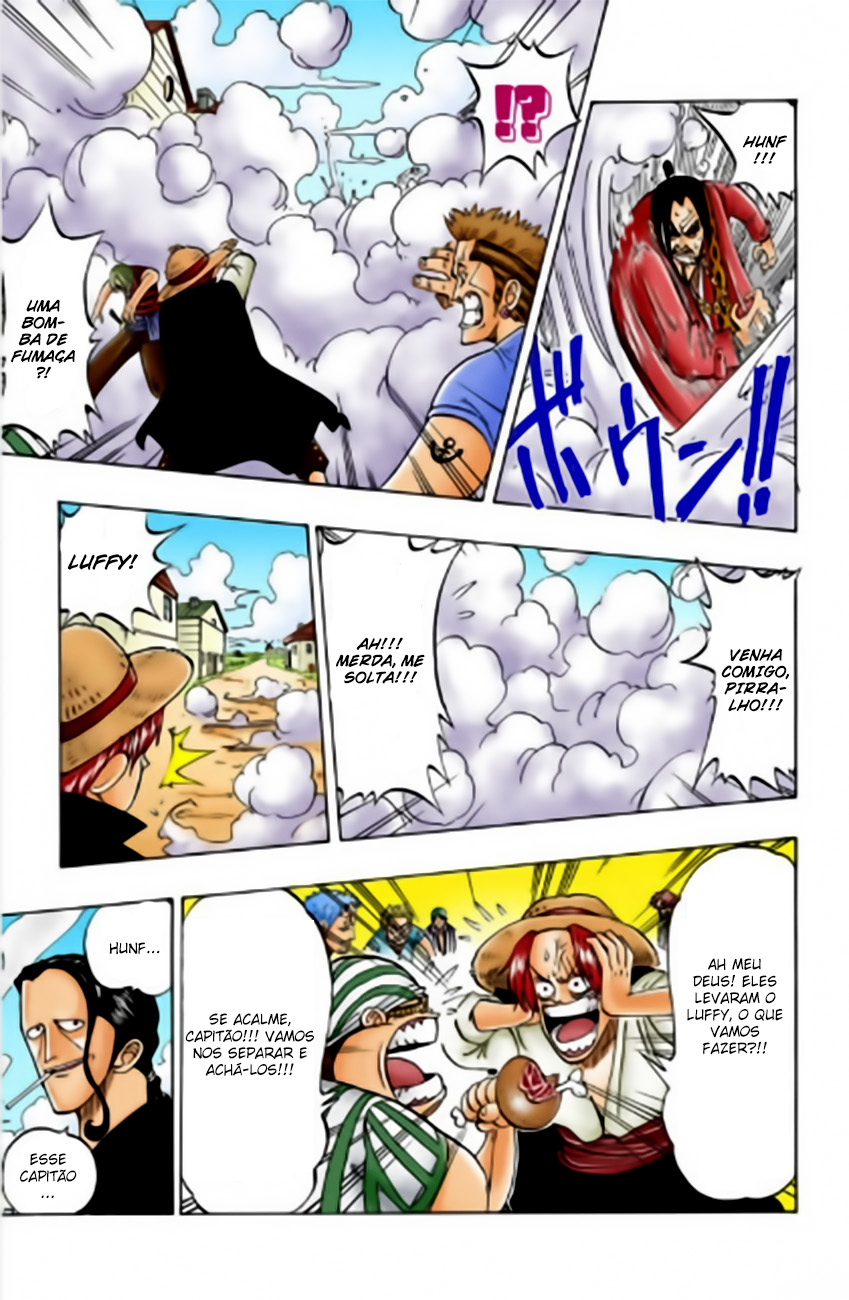 HUNF
!!!
ボウン!!
!?
UMA
BOM-
BA DE
FUMAÇA
?!
VENHA
COMIGO,
PIRRA-
LHO!!!
AH!!!
MERDA, ME
SOLTA!!!
LUFFY!
AH MEU
DEUS! ELES
LEVARAM O
LUFFY, O QUE
VAMOS
FAZER?!!
SE ACALME,
CAPITÃO!!! VAMOS
NOS SEPARAR E
ACHÁ-LOS!!!
HUNF...
ESSE
CAPITÃO
...